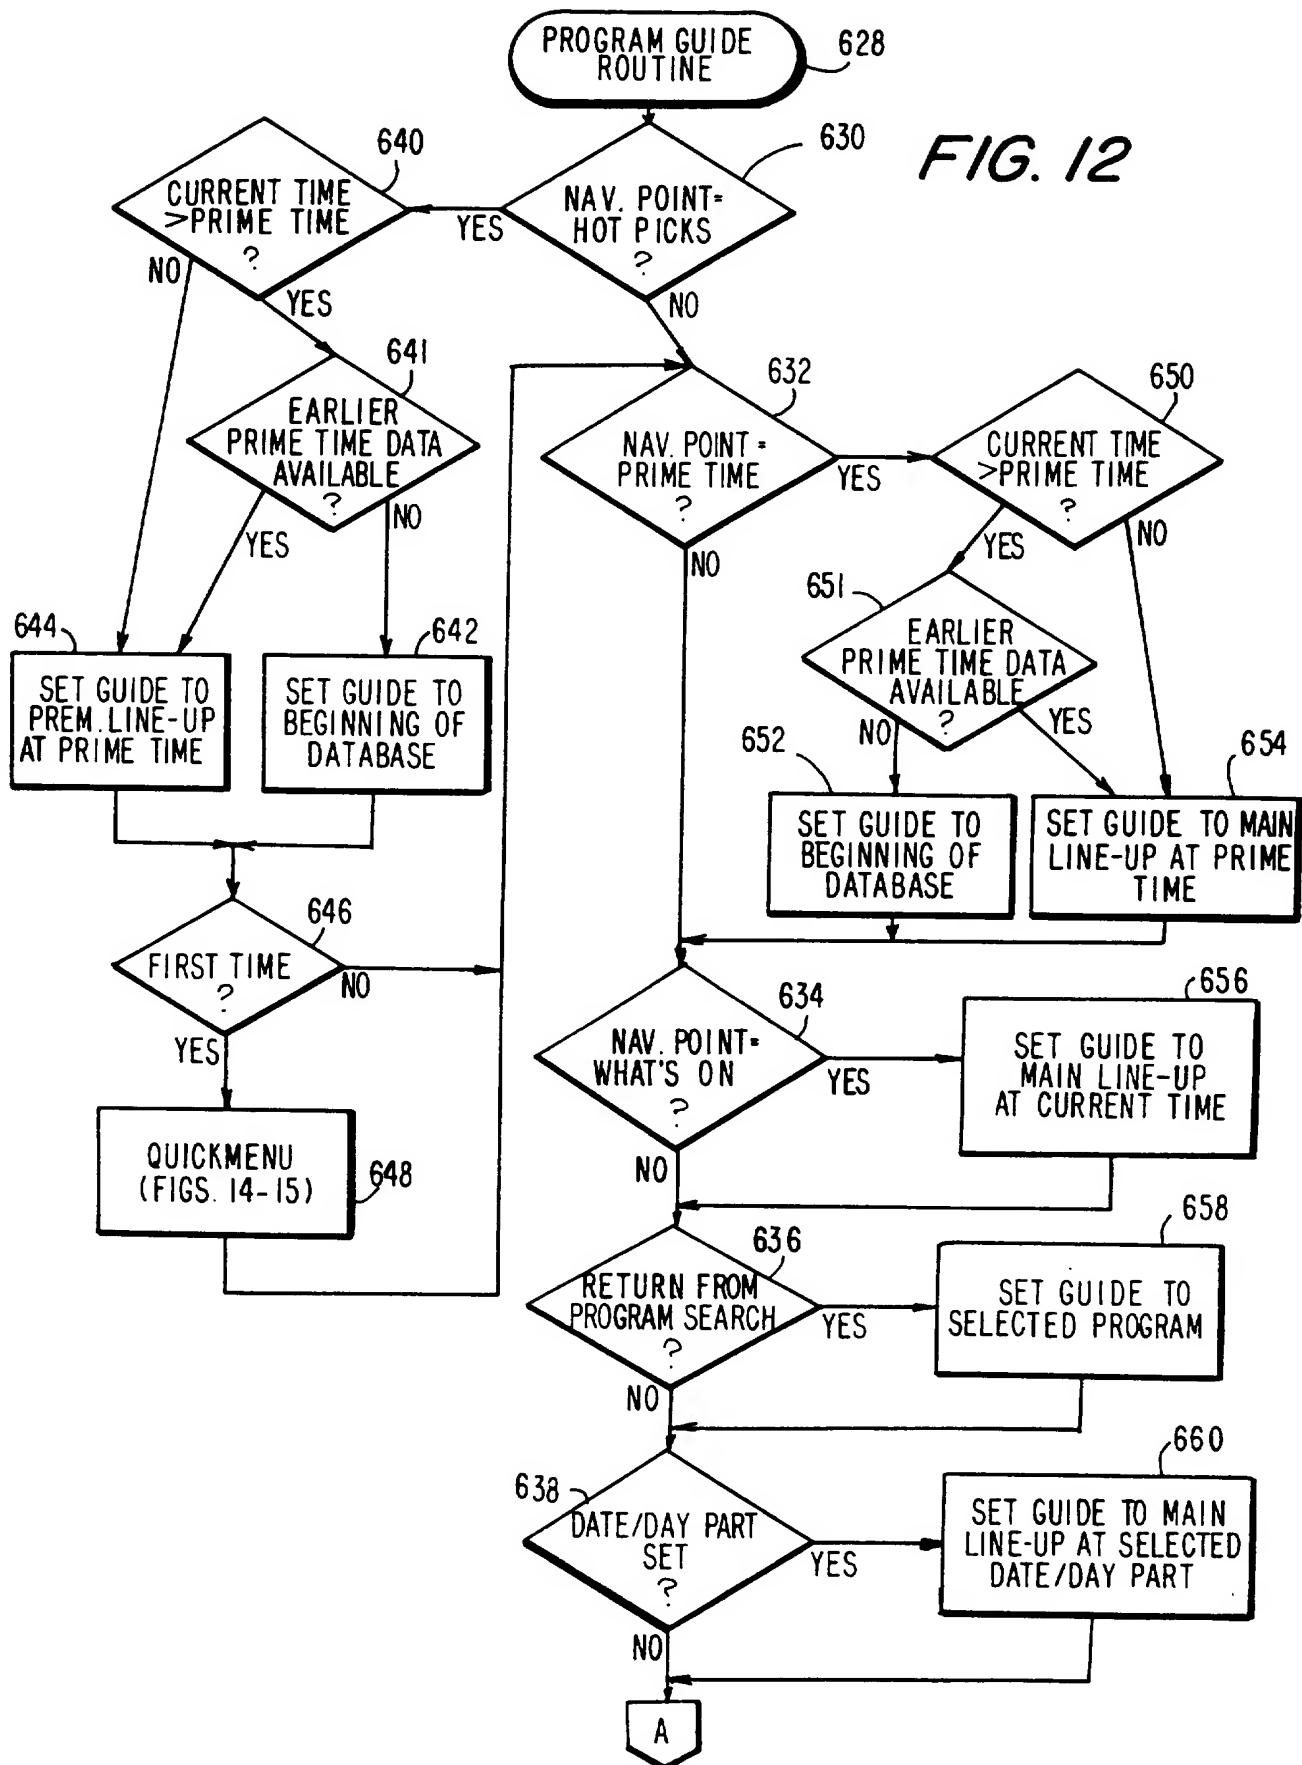 PROGRAM GUIDE
ROUTINE
628
FIG. 12
640
CURRENT TIME
>PRIME TIME
?
YES
NO
YES
630
NAV. POINT=
HOT PICKS
?
NO
641
EARLIER
PRIME TIME DATA
AVAILABLE
?
YES
NO
632
NAV. POINT =
PRIME TIME
?
YES
NO
650
CURRENT TIME
>PRIME TIME
?
YES
NO
651
EARLIER
PRIME TIME DATA
AVAILABLE
?
NO
YES
644
SET GUIDE TO
PREM. LINE-UP
AT PRIME TIME
642
SET GUIDE TO
BEGINNING OF
DATABASE
652
SET GUIDE TO
BEGINNING OF
DATABASE
654
SET GUIDE TO MAIN
LINE-UP AT PRIME
TIME
646
FIRST TIME
?
NO
YES
QUICKMENU
(FIGS. 14-15)
648
634
NAV. POINT=
WHAT'S ON
?
YES
NO
656
SET GUIDE TO
MAIN LINE-UP
AT CURRENT TIME
636
RETURN FROM
PROGRAM SEARCH
?
YES
NO
658
SET GUIDE TO
SELECTED PROGRAM
638
DATE/DAY PART
SET
?
YES
NO
660
SET GUIDE TO MAIN
LINE-UP AT SELECTED
DATE/DAY PART
A